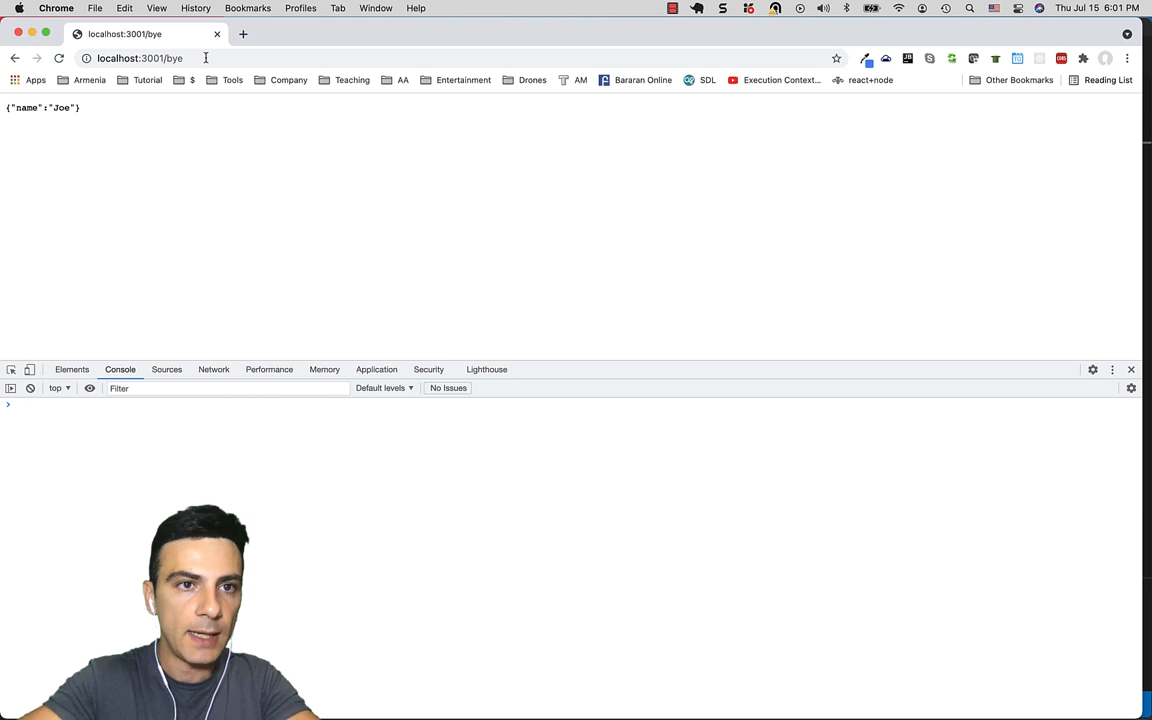 Chrome File Edit View History Bookmarks Profiles Tab Window Help Thu Jul 15 6:01 PM
localhost:3001/bye
localhost:3001/bye
Apps Armenia Tutorial $ Tools Company Teaching AA Entertainment Drones AM Bararan Online SDL Execution Context... react+node Other Bookmarks Reading List
{"name":"Joe"}
Elements Console Sources Network Performance Memory Application Security Lighthouse
top Filter Default levels No Issues